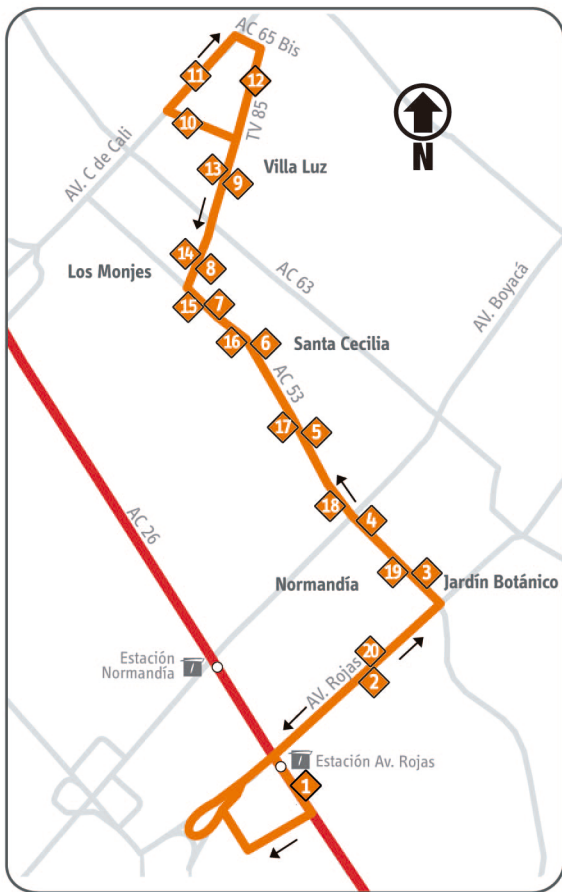 AC 65 Bis
11
12
10
TV 85
AV. C de Cali
13
9
Villa Luz
N
14
8
Los Monjes
AC 63
AV. Boyacá
15
7
16
6
Santa Cecilia
AC 53
17
5
18
4
AC 26
19
3
Normandía
Jardín Botánico
20
2
Estación
Normandía
AV. Rojas
Estación Av. Rojas
1